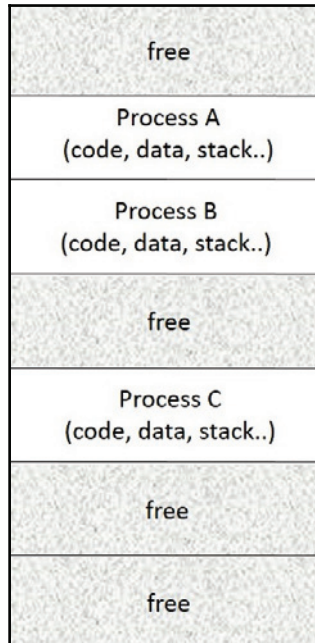 free
Process A
(code, data, stack..)
Process B
(code, data, stack..)
free
Process C
(code, data, stack..)
free
free